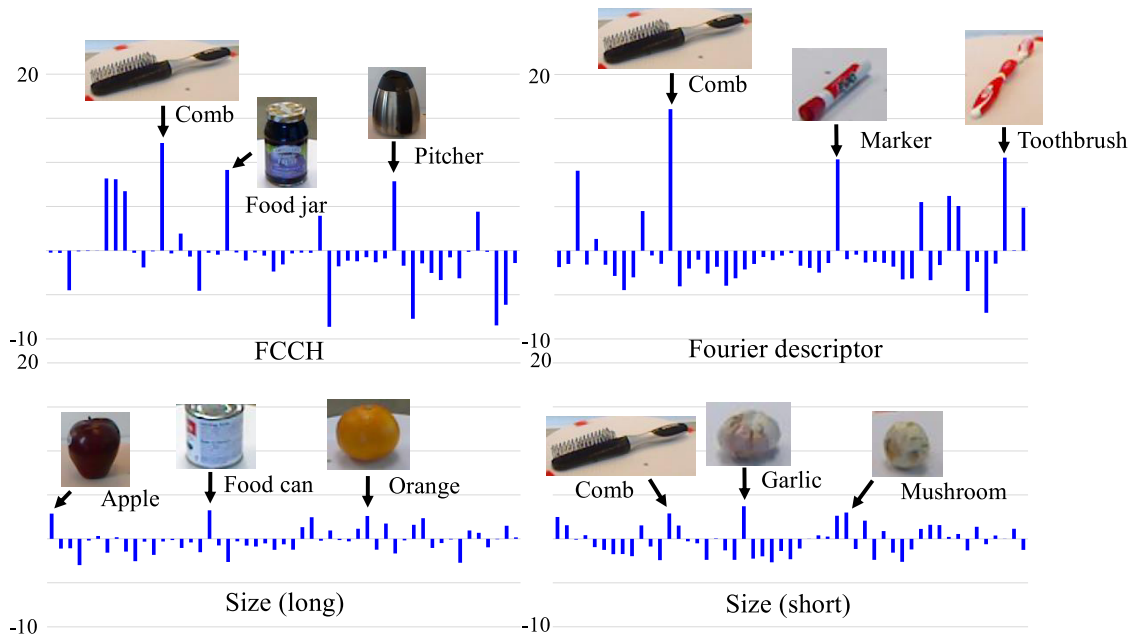 20
Comb
Food jar
Pitcher
-10
FCCH
20
Comb
Marker
Toothbrush
-10
Fourier descriptor
20
Apple
Food can
Orange
-10
Size (long)
20
Comb
Garlic
Mushroom
-10
Size (short)